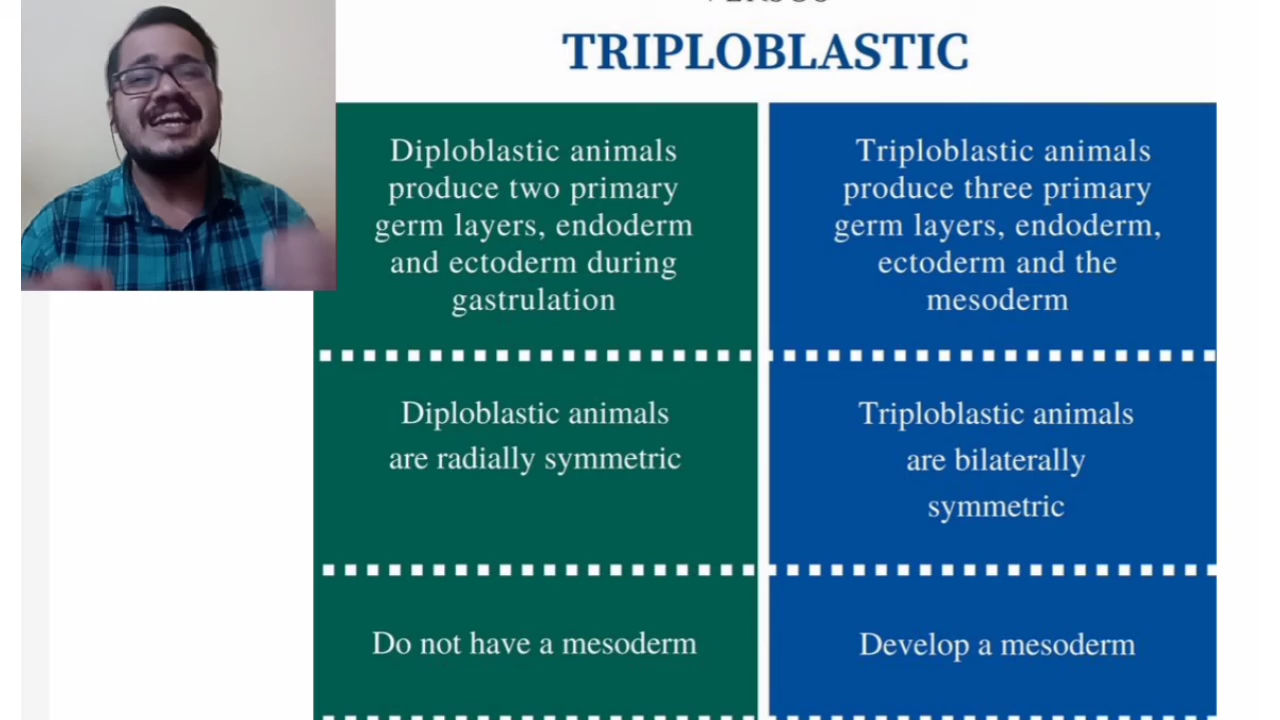 TRIPLOBLASTIC
Diploblastic animals
produce two primary
germ layers, endoderm
and ectoderm during
gastrulation
Triploblastic animals
produce three primary
germ layers, endoderm,
ectoderm and the
mesoderm
Diploblastic animals
are radially symmetric
Triploblastic animals
are bilaterally
symmetric
Do not have a mesoderm
Develop a mesoderm